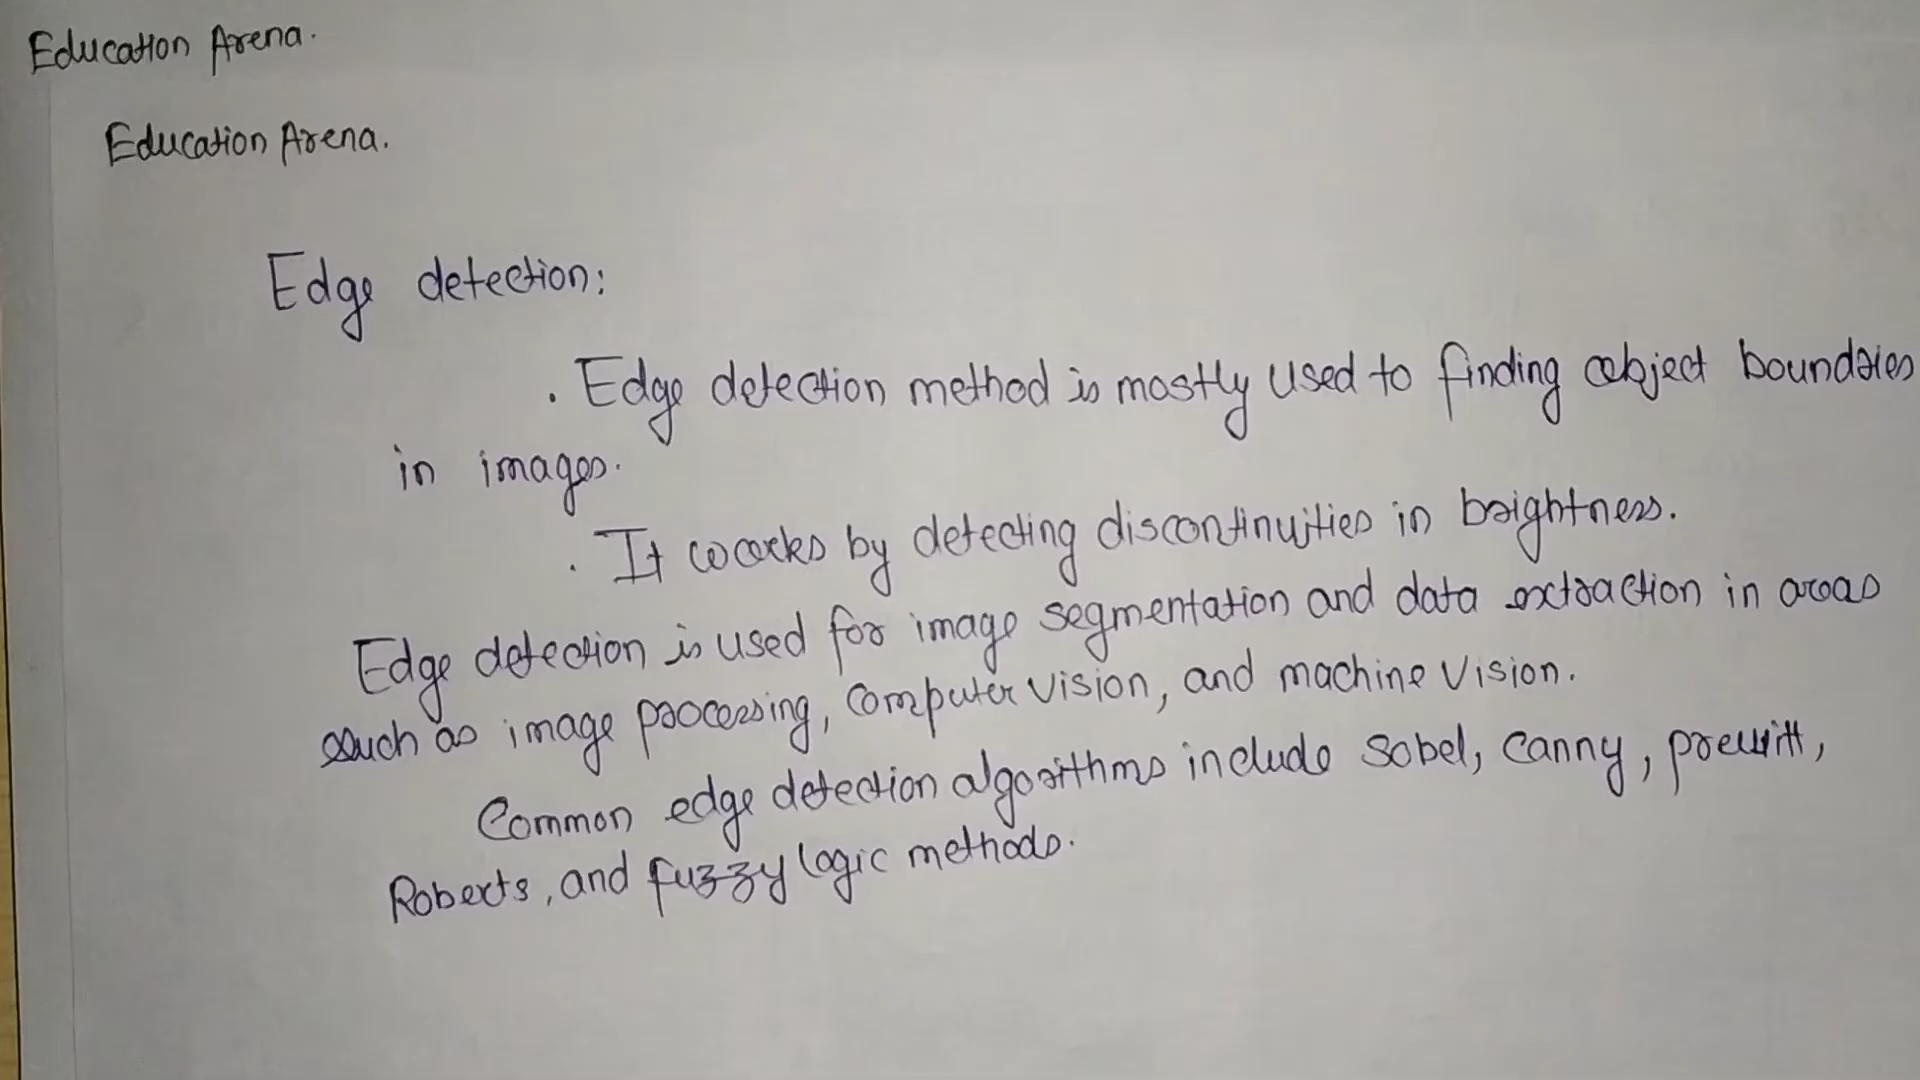 Education Arena.
Education Arena.
Edge detection:
. Edge detection method is mostly used to finding object boundries
in images.
. It works by detecting discontinuities in brightness.
Edge detection is used for image segmentation and data extraction in areas
such as image processing, computer vision, and machine vision.
Common edge detection algorithms include Sobel, canny, prewitt,
Roberts, and fuzzy logic methods.